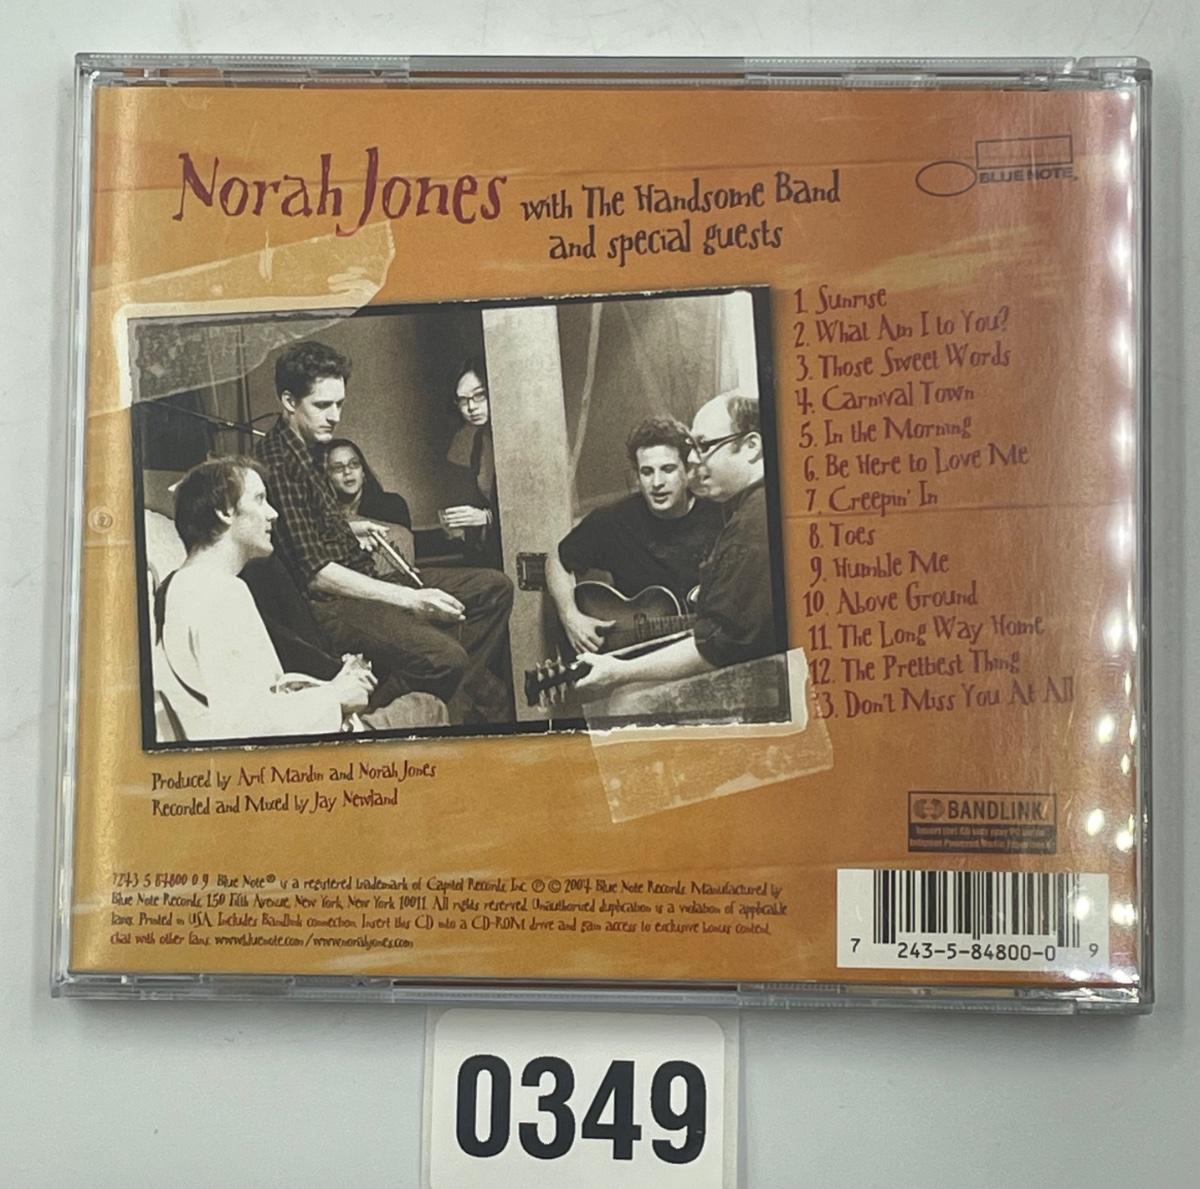 Norah Jones with The Handsome Band
and special guests
BLUE NOTE
1. Sunrise
2. What Am I to You?
3. Those Sweet Words
4. Carnival Town
5. In the Morning
6. Be Here to Love Me
7. Creepin' In
8. Toes
9. Humble Me
10. Above Ground
11. The Long Way Home
12. The Prettiest Thing
13. Don't Miss You At All
Produced by Arif Mardin and Norah Jones
Recorded and Mixed by Jay Newland
BANDLINK
7243 5 84800 0 9 Blue Note® is a registered trademark of Capitol Records, Inc. ℗ © 2004 Blue Note Records. Manufactured by
Blue Note Records, 150 Fifth Avenue, New York, New York 10011. All rights reserved. Unauthorized duplication is a violation of applicable
laws. Printed in USA. Includes Bandlink connection. Insert this CD into a CD-ROM drive and gain access to exclusive bonus content,
chat with other fans. www.bluenote.com / www.norahjones.com
7 243-5-84800-0 9
0349